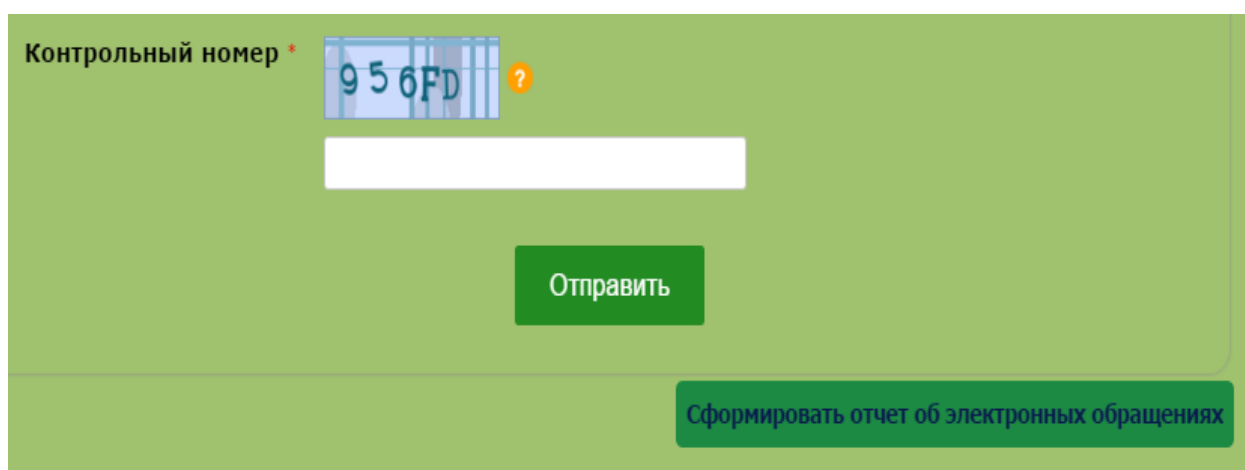 Контрольный номер *
956FD
?
Отправить
Сформировать отчет об электронных обращениях